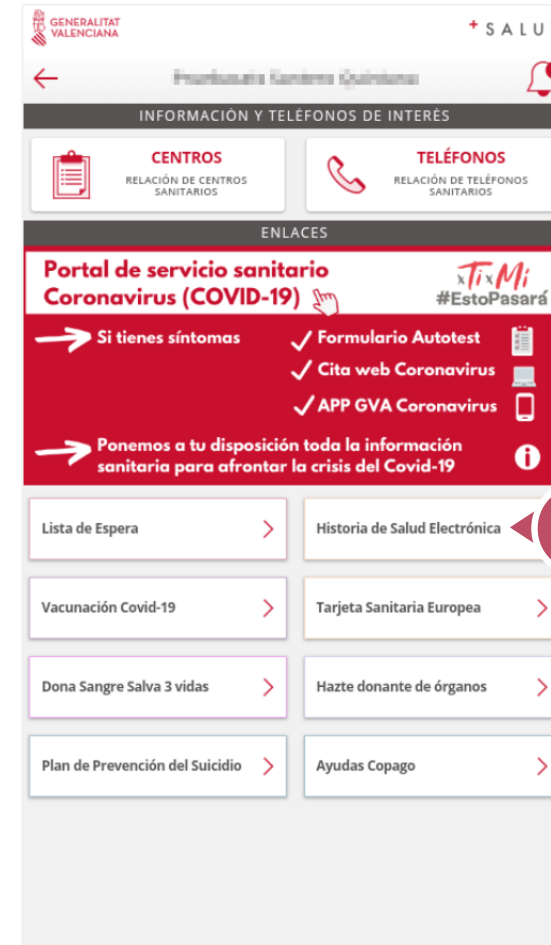 GENERALITAT
VALENCIANA
+ SALU
INFORMACIÓN Y TELÉFONOS DE INTERÉS
CENTROS
RELACIÓN DE CENTROS
SANITARIOS
TELÉFONOS
RELACIÓN DE TELÉFONOS
SANITARIOS
ENLACES
Portal de servicio sanitario
Coronavirus (COVID-19)
xTixMí
#EstoPasará
Si tienes síntomas
Formulario Autotest
Cita web Coronavirus
APP GVA Coronavirus
Ponemos a tu disposición toda la información
sanitaria para afrontar la crisis del Covid-19
Lista de Espera
Historia de Salud Electrónica
Vacunación Covid-19
Tarjeta Sanitaria Europea
Dona Sangre Salva 3 vidas
Hazte donante de órganos
Plan de Prevención del Suicidio
Ayudas Copago